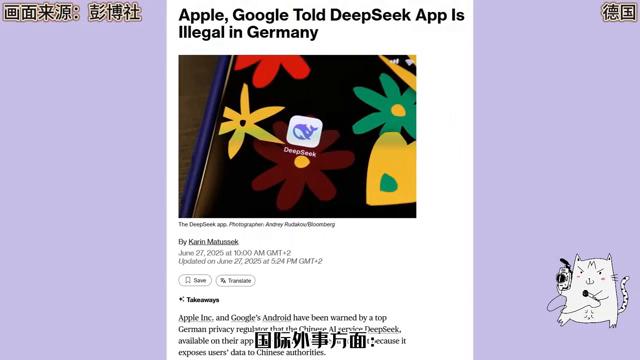 画面来源：彭博社
德国
Apple, Google Told DeepSeek App Is
Illegal in Germany
DeepSeek
The DeepSeek app. Photographer: Andrey Rudakov/Bloomberg
By Karin Matussek
June 27, 2025 at 10:00 AM GMT+2
Updated on June 27, 2025 at 5:24 PM GMT+2
Save
Translate
Takeaways
Apple Inc. and Google's Android have been warned by a top
German privacy regulator that the Chinese AI service DeepSeek,
available on their app because it
exposes users' data to Chinese authorities.
国际外事方面：